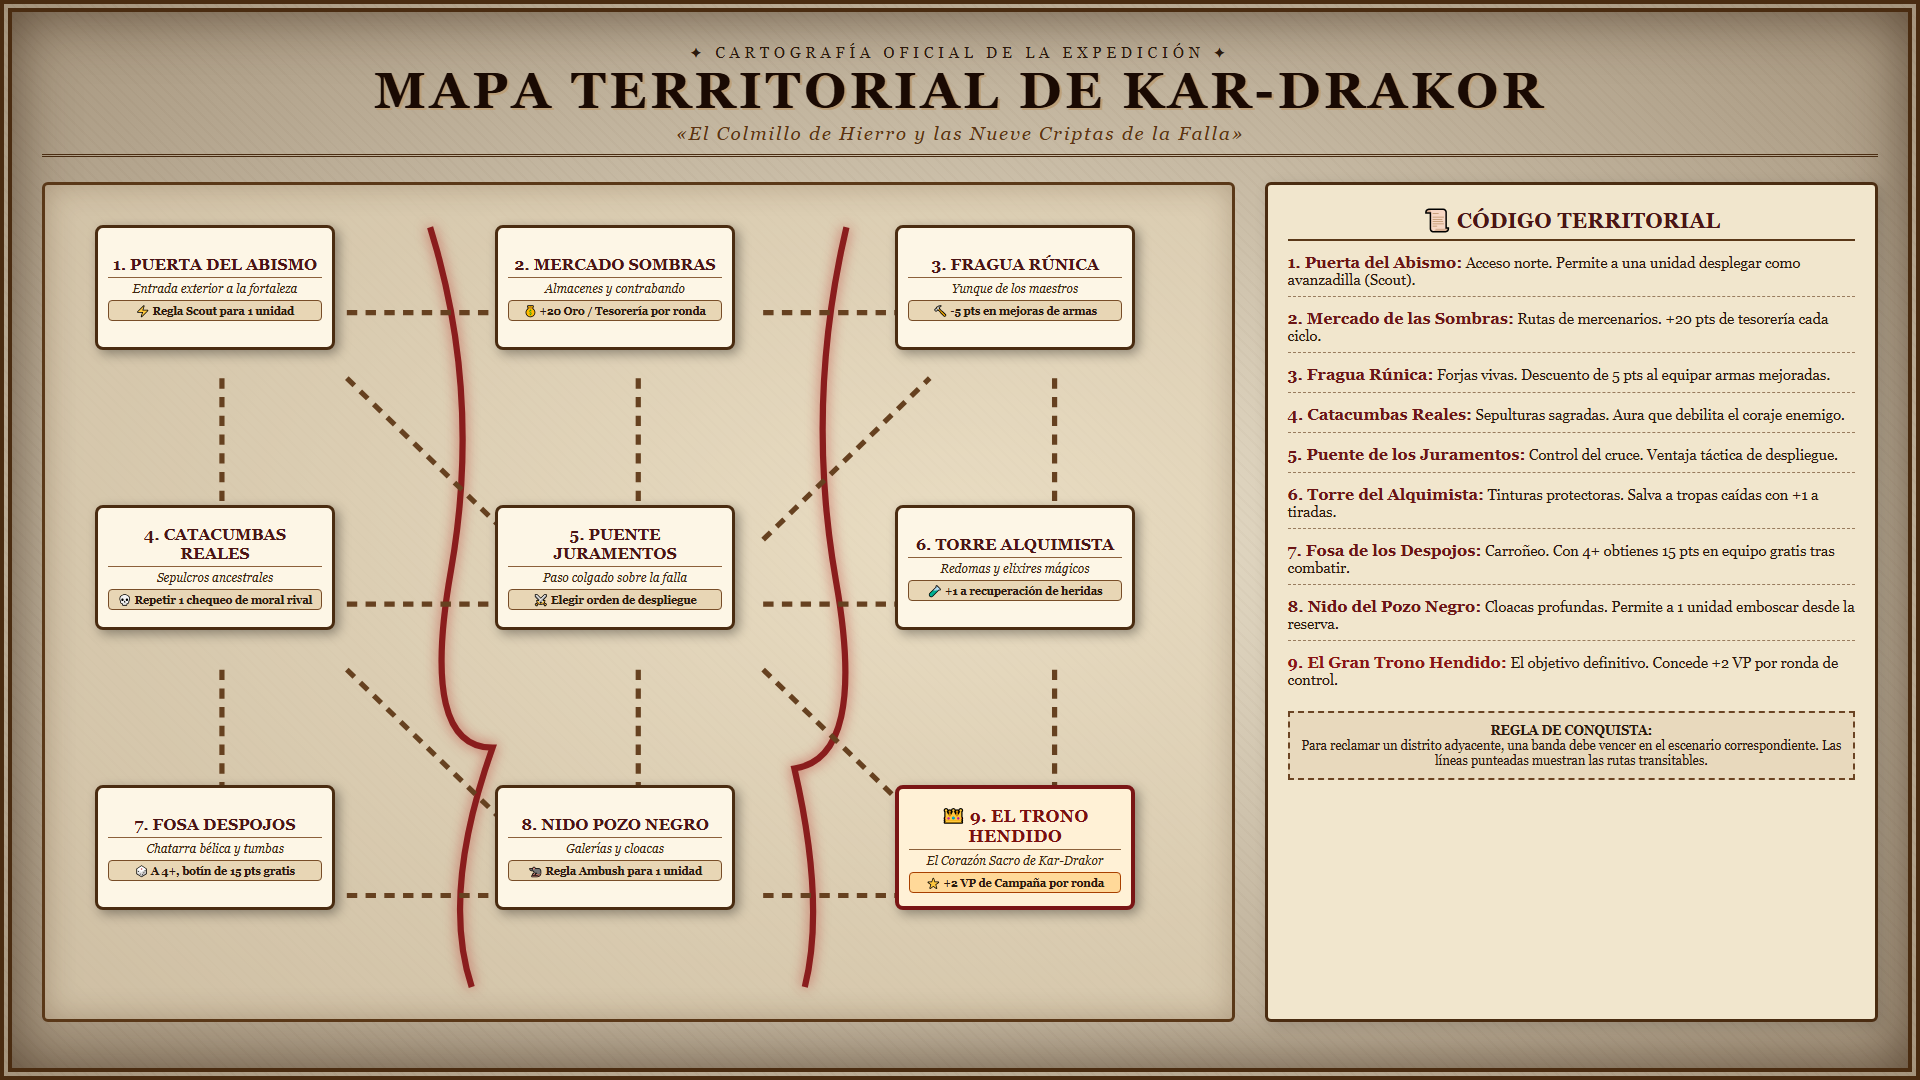 ✦ CARTOGRAFÍA OFICIAL DE LA EXPEDICIÓN ✦
MAPA TERRITORIAL DE KAR-DRAKOR
«El Colmillo de Hierro y las Nueve Criptas de la Falla»
1. PUERTA DEL ABISMO
Entrada exterior a la fortaleza
⚡ Regla Scout para 1 unidad
2. MERCADO SOMBRAS
Almacenes y contrabando
💰 +20 Oro / Tesorería por ronda
3. FRAGUA RÚNICA
Yunque de los maestros
🔨 -5 pts en mejoras de armas
4. CATACUMBAS
REALES
Sepulcros ancestrales
💀 Repetir 1 chequeo de moral rival
5. PUENTE
JURAMENTOS
Paso colgado sobre la falla
⚔️ Elegir orden de despliegue
6. TORRE ALQUIMISTA
Redomas y elixires mágicos
🧪 +1 a recuperación de heridas
7. FOSA DESPOJOS
Chatarra bélica y tumbas
🎲 A 4+, botín de 15 pts gratis
8. NIDO POZO NEGRO
Galerías y cloacas
🐀 Regla Ambush para 1 unidad
👑 9. EL TRONO
HENDIDO
El Corazón Sacro de Kar-Drakor
⭐ +2 VP de Campaña por ronda
📜 CÓDIGO TERRITORIAL
1. Puerta del Abismo: Acceso norte. Permite a una unidad desplegar como
avanzadilla (Scout).
2. Mercado de las Sombras: Rutas de mercenarios. +20 pts de tesorería cada
ciclo.
3. Fragua Rúnica: Forjas vivas. Descuento de 5 pts al equipar armas mejoradas.
4. Catacumbas Reales: Sepulturas sagradas. Aura que debilita el coraje enemigo.
5. Puente de los Juramentos: Control del cruce. Ventaja táctica de despliegue.
6. Torre del Alquimista: Tinturas protectoras. Salva a tropas caídas con +1 a
tiradas.
7. Fosa de los Despojos: Carroñeo. Con 4+ obtienes 15 pts en equipo gratis tras
combatir.
8. Nido del Pozo Negro: Cloacas profundas. Permite a 1 unidad emboscar desde la
reserva.
9. El Gran Trono Hendido: El objetivo definitivo. Concede +2 VP por ronda de
control.
REGLA DE CONQUISTA:
Para reclamar un distrito adyacente, una banda debe vencer en el escenario correspondiente. Las
líneas punteadas muestran las rutas transitables.